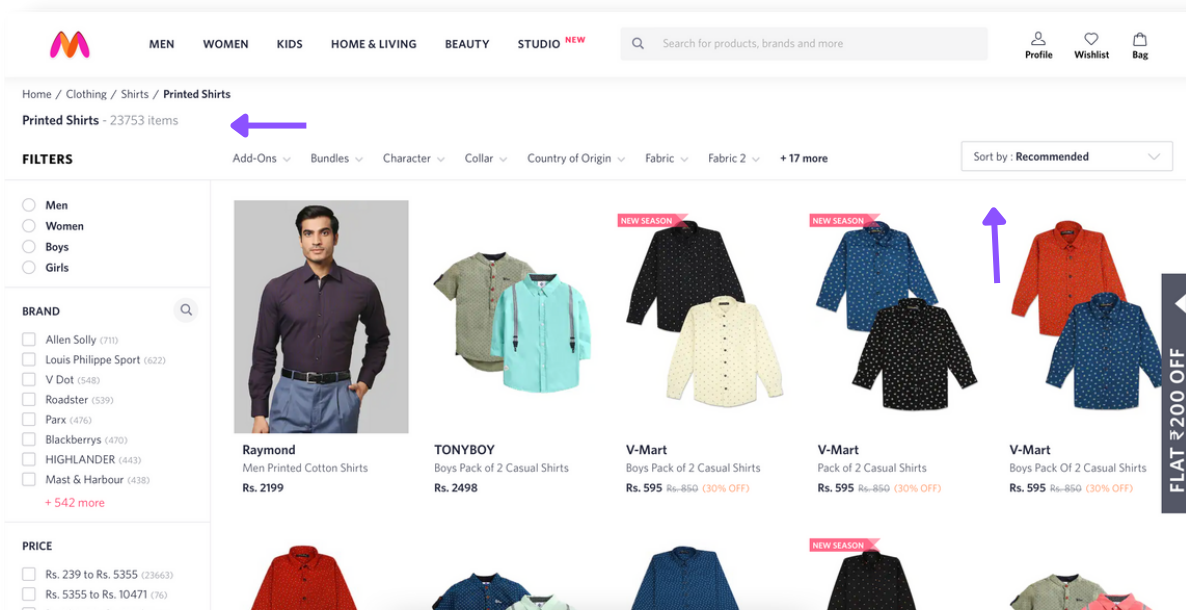 MEN WOMEN KIDS HOME & LIVING BEAUTY STUDIO NEW
Search for products, brands and more
Profile Wishlist Bag
Home / Clothing / Shirts / Printed Shirts
Printed Shirts - 23753 items
FILTERS
Add-Ons Bundles Character Collar Country of Origin Fabric Fabric 2 + 17 more
Sort by : Recommended
Men
Women
Boys
Girls
BRAND
Allen Solly (711)
Louis Philippe Sport (622)
V Dot (548)
Roadster (539)
Parx (476)
Blackberrys (470)
HIGHLANDER (443)
Mast & Harbour (438)
+ 542 more
PRICE
Rs. 239 to Rs. 5355 (23663)
Rs. 5355 to Rs. 10471 (76)
Raymond
Men Printed Cotton Shirts
Rs. 2199
TONYBOY
Boys Pack of 2 Casual Shirts
Rs. 2498
NEW SEASON
V-Mart
Boys Pack of 2 Casual Shirts
Rs. 595 Rs. 850 (30% OFF)
NEW SEASON
V-Mart
Pack of 2 Casual Shirts
Rs. 595 Rs. 850 (30% OFF)
V-Mart
Boys Pack Of 2 Casual Shirts
Rs. 595 Rs. 850 (30% OFF)
NEW SEASON
FLAT ₹200 OFF